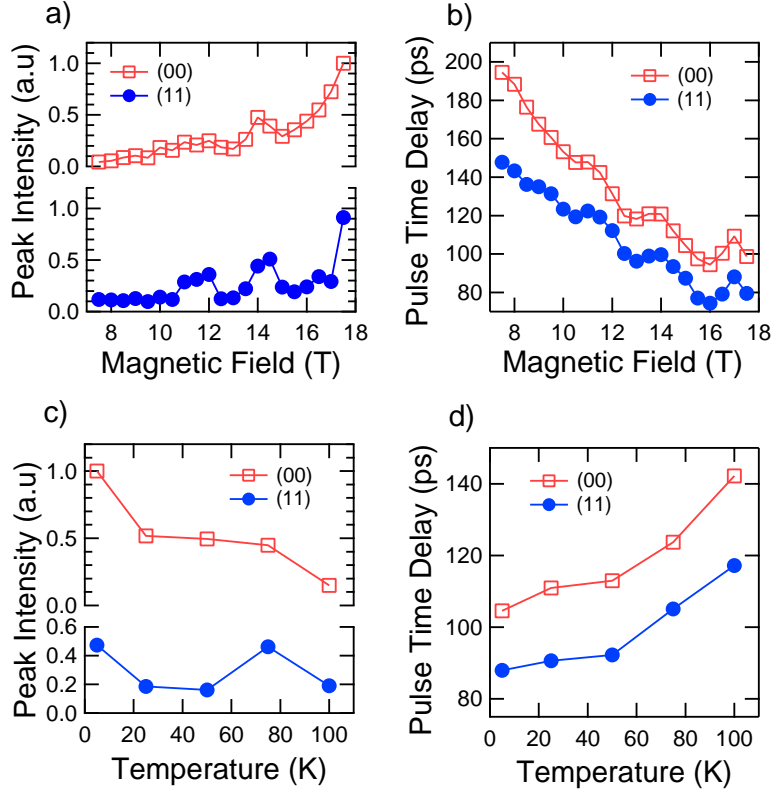 a)
Peak Intensity (a.u)
1.0
0.5
0.0
(00)
(11)
1.0
0.5
0.0
8 10 12 14 16 18
Magnetic Field (T)
b)
Pulse Time Delay (ps)
200
180
160
140
120
100
80
(00)
(11)
8 10 12 14 16 18
Magnetic Field (T)
c)
Peak Intensity (a.u)
1.0
0.5
0.0
(00)
(11)
0.6
0.4
0.2
0.0
0 20 40 60 80 100
Temperature (K)
d)
Pulse Time Delay (ps)
140
120
100
80
(00)
(11)
0 20 40 60 80 100
Temperature (K)